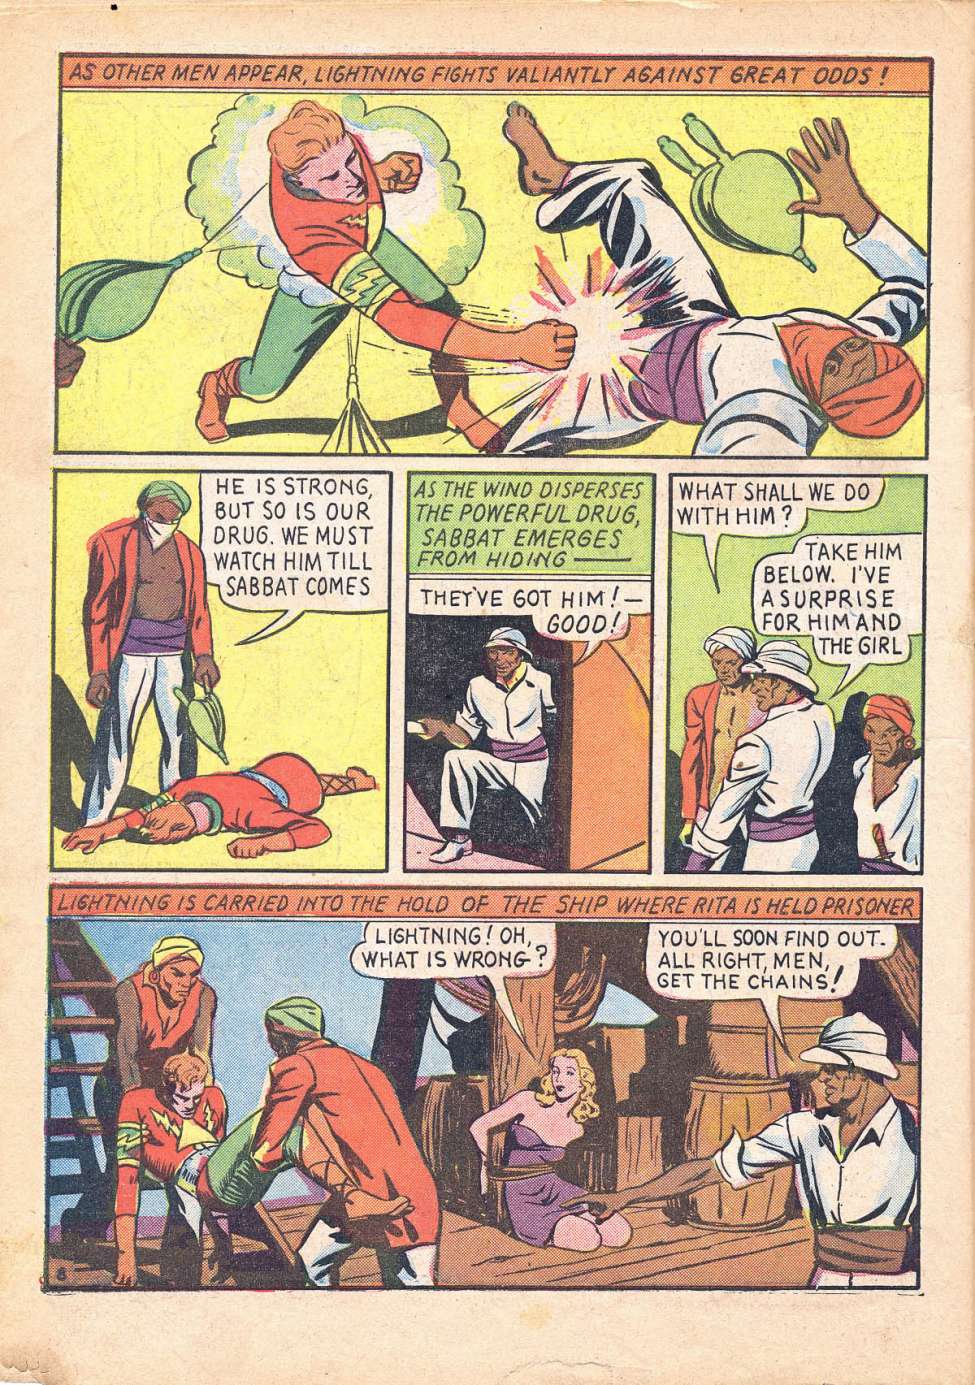 AS OTHER MEN APPEAR, LIGHTNING FIGHTS VALIANTLY AGAINST GREAT ODDS!
HE IS STRONG,
BUT SO IS OUR
DRUG. WE MUST
WATCH HIM TILL
SABBAT COMES
AS THE WIND DISPERSES
THE POWERFUL DRUG,
SABBAT EMERGES
FROM HIDING—
THEY'VE GOT HIM!—
GOOD!
WHAT SHALL WE DO
WITH HIM?
TAKE HIM
BELOW. I'VE
A SURPRISE
FOR HIM AND
THE GIRL
LIGHTNING IS CARRIED INTO THE HOLD OF THE SHIP WHERE RITA IS HELD PRISONER
LIGHTNING! OH,
WHAT IS WRONG-?
YOU'LL SOON FIND OUT-
ALL RIGHT, MEN,
GET THE CHAINS!
8